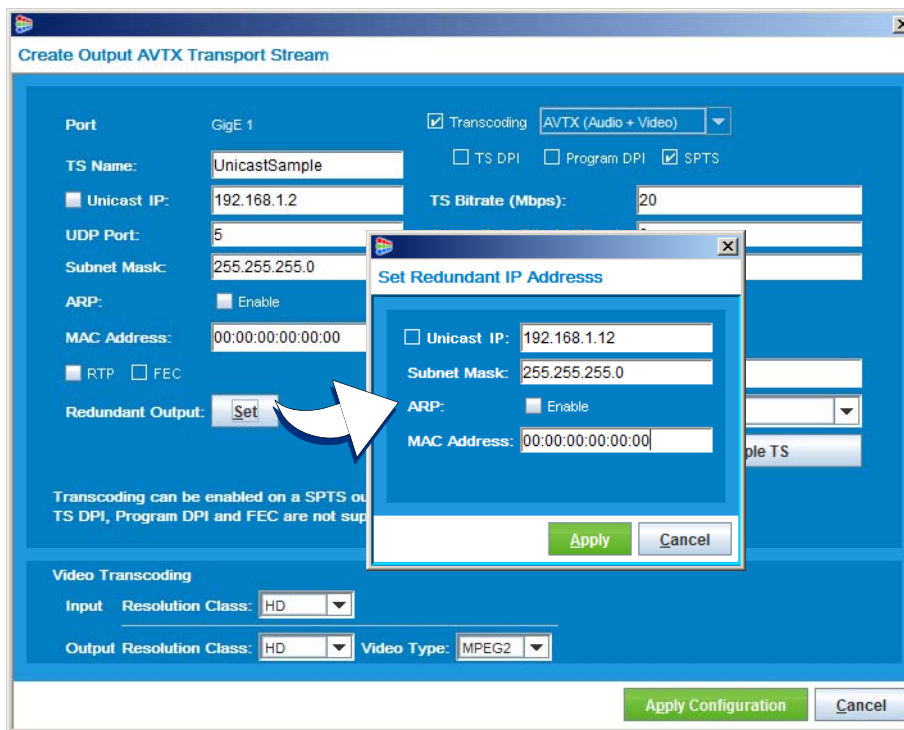 Create Output AVTX Transport Stream
Port GigE 1
Transcoding AVTX (Audio + Video)
TS DPI Program DPI SPTS
TS Name: UnicastSample
Unicast IP: 192.168.1.2
TS Bitrate (Mbps): 20
UDP Port: 5
Subnet Mask: 255.255.255.0
ARP: Enable
MAC Address: 00:00:00:00:00:00
RTP FEC
Redundant Output: Set
ple TS
Transcoding can be enabled on a SPTS ou
TS DPI, Program DPI and FEC are not sup
Set Redundant IP Addresss
Unicast IP: 192.168.1.12
Subnet Mask: 255.255.255.0
ARP: Enable
MAC Address: 00:00:00:00:00:00
Apply Cancel
Video Transcoding
Input Resolution Class: HD
Output Resolution Class: HD Video Type: MPEG2
Apply Configuration Cancel